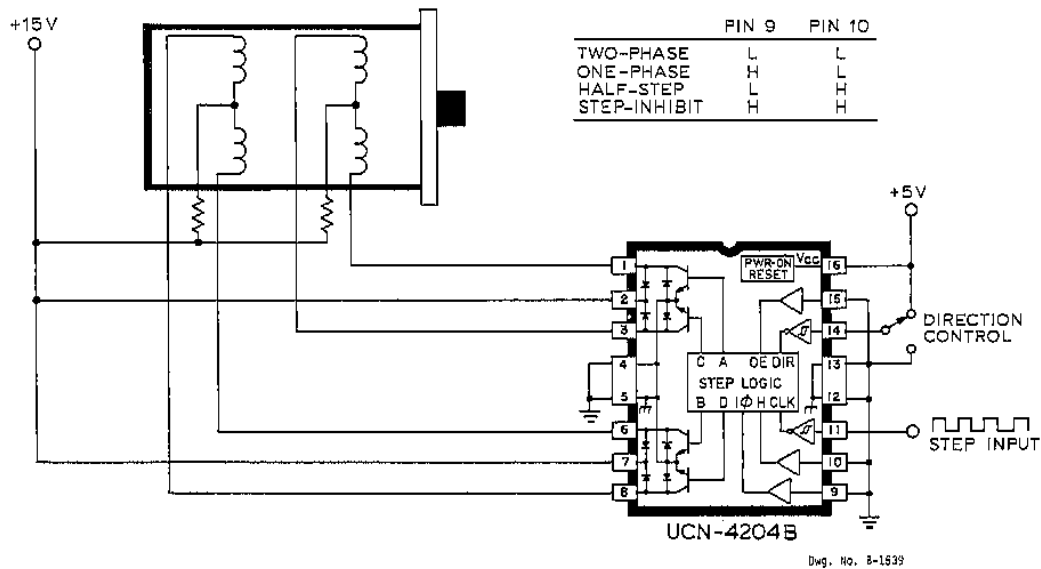 +15V
PIN 9 PIN 10
TWO-PHASE L L
ONE-PHASE H L
HALF-STEP L H
STEP-INHIBIT H H
+5V
1
2
3
4
5
6
7
8
PWR-ON
RESET
VCC
16
15
14
13
12
11
10
9
C A OE DIR
STEP LOGIC
B D 1Φ H CLK
DIRECTION
CONTROL
STEP INPUT
UCN-4204B
Dwg. No. B-1539